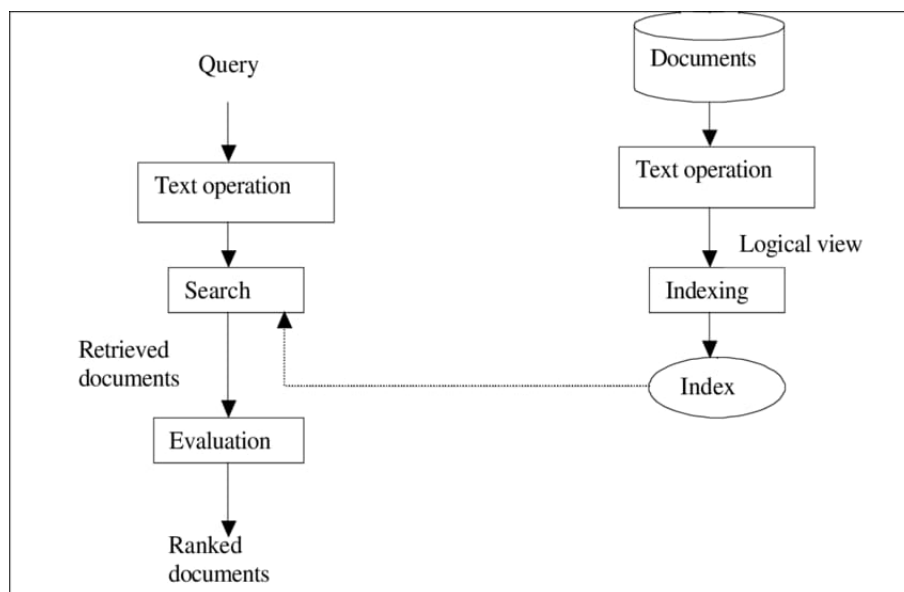 Query
Documents
Text operation
Text operation
Logical view
Search
Indexing
Retrieved
documents
Index
Evaluation
Ranked
documents